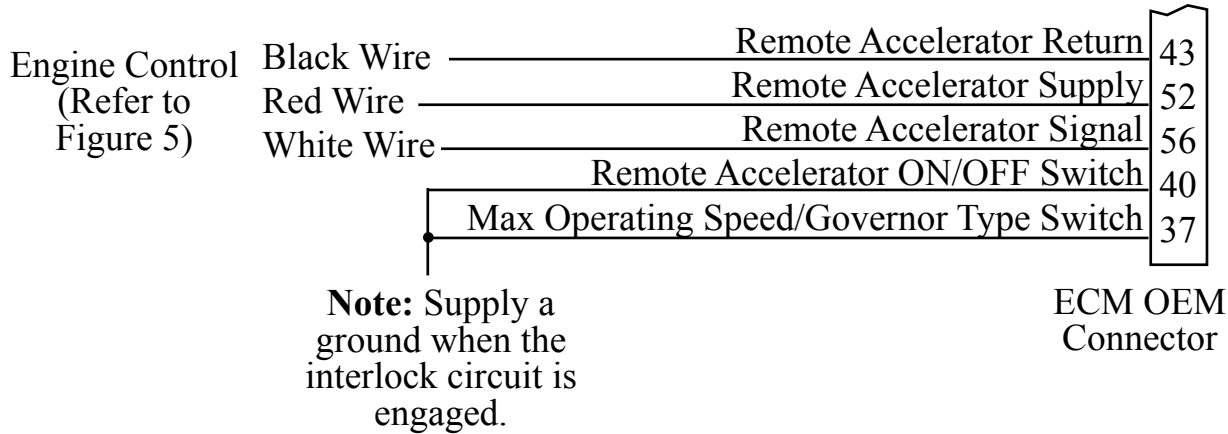 Engine Control
(Refer to
Figure 5)
Black Wire
Red Wire
White Wire
Remote Accelerator Return
Remote Accelerator Supply
Remote Accelerator Signal
Remote Accelerator ON/OFF Switch
Max Operating Speed/Governor Type Switch
43
52
56
40
37
Note: Supply a
ground when the
interlock circuit is
engaged.
ECM OEM
Connector